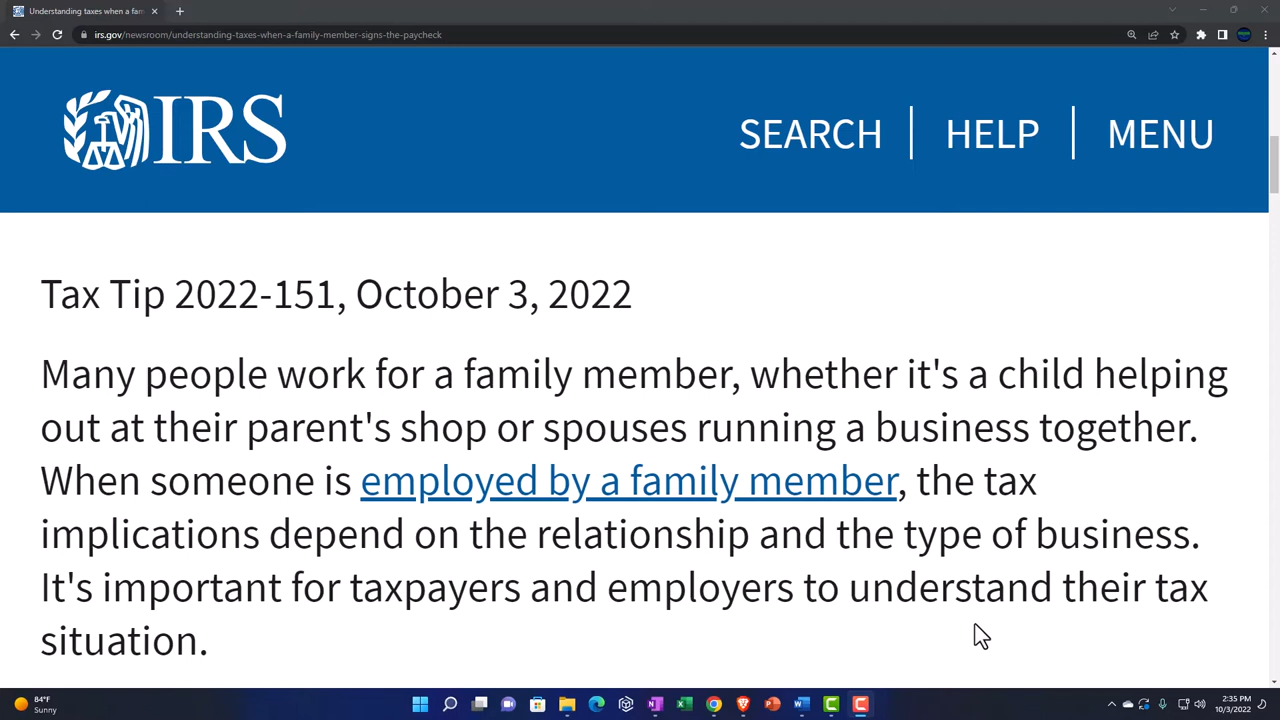 Understanding taxes when a fam
irs.gov/newsroom/understanding-taxes-when-a-family-member-signs-the-paycheck
IRS
SEARCH
HELP
MENU
Tax Tip 2022-151, October 3, 2022
Many people work for a family member, whether it's a child helping
out at their parent's shop or spouses running a business together.
When someone is employed by a family member, the tax
implications depend on the relationship and the type of business.
It's important for taxpayers and employers to understand their tax
situation.
84°F
Sunny
2:35 PM
10/3/2022